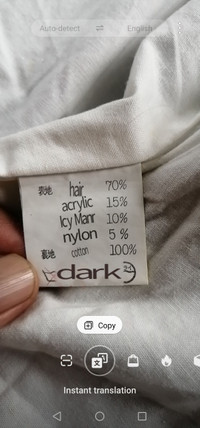 Auto-detect English
表地 hair 70%
acrylic 15%
Icy Manr 10%
nylon 5 %
裏地 cotton 100%
dark
Copy
Instant translation